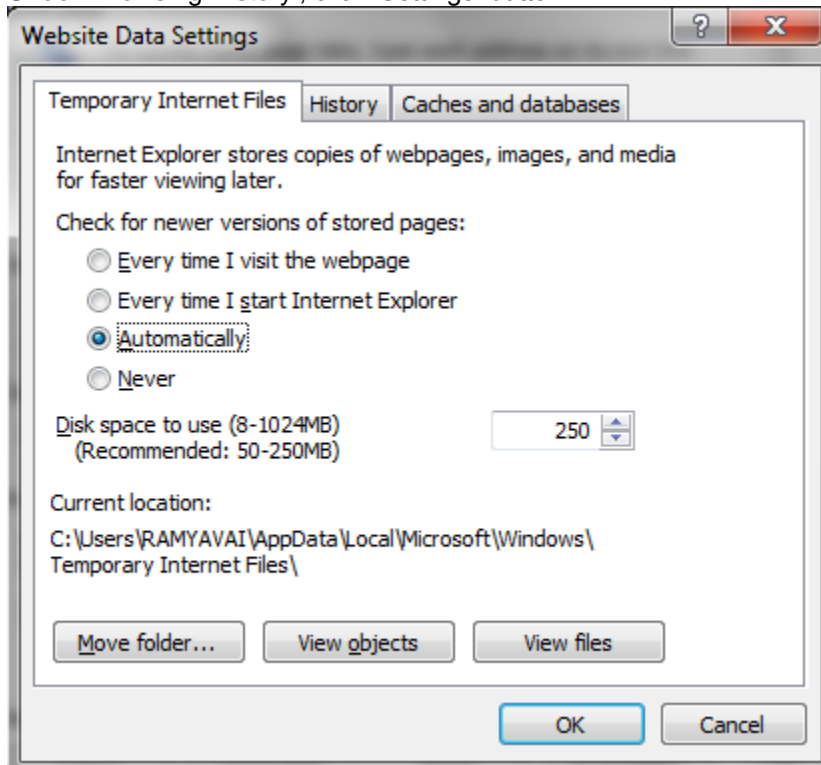 Website Data Settings
?
X
Temporary Internet Files History Caches and databases
Internet Explorer stores copies of webpages, images, and media
for faster viewing later.
Check for newer versions of stored pages:
Every time I visit the webpage
Every time I start Internet Explorer
Automatically
Never
Disk space to use (8-1024MB) 250
(Recommended: 50-250MB)
Current location:
C:\Users\RAMYAVAI\AppData\Local\Microsoft\Windows\
Temporary Internet Files\
Move folder... View objects View files
OK Cancel